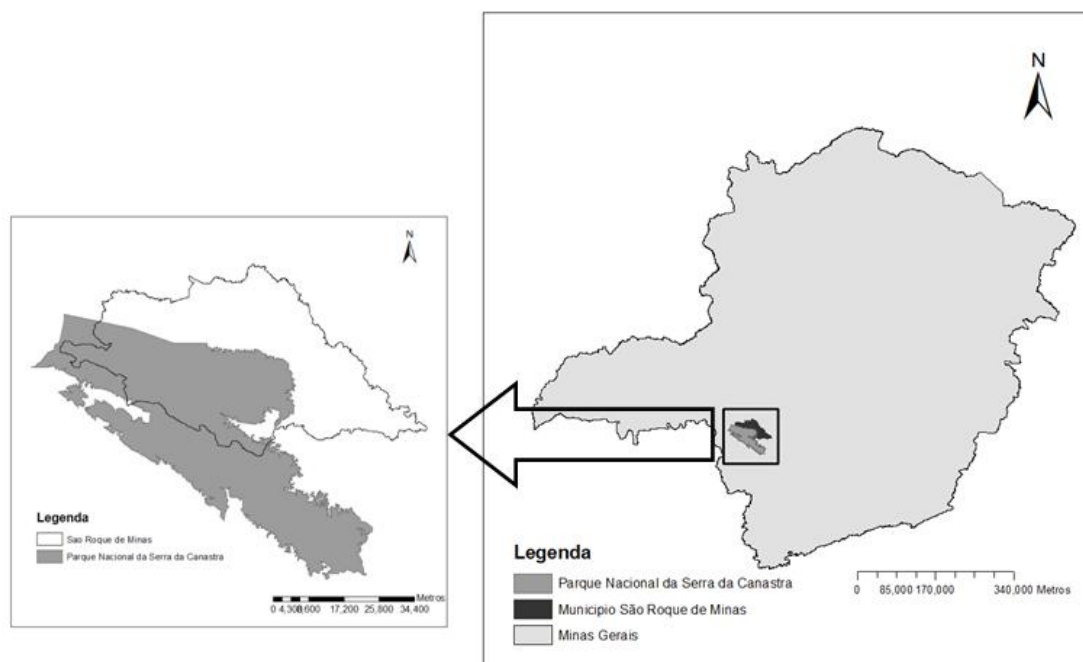 N
Legenda
Sao Roque de Minas
Parque Nacional da Serra da Canastra
Metros
0 4,300 8,600 17,200 25,800 34,400
N
Legenda
Parque Nacional da Serra da Canastra
Municipio São Roque de Minas
Minas Gerais
0 85,000 170,000 340,000 Metros